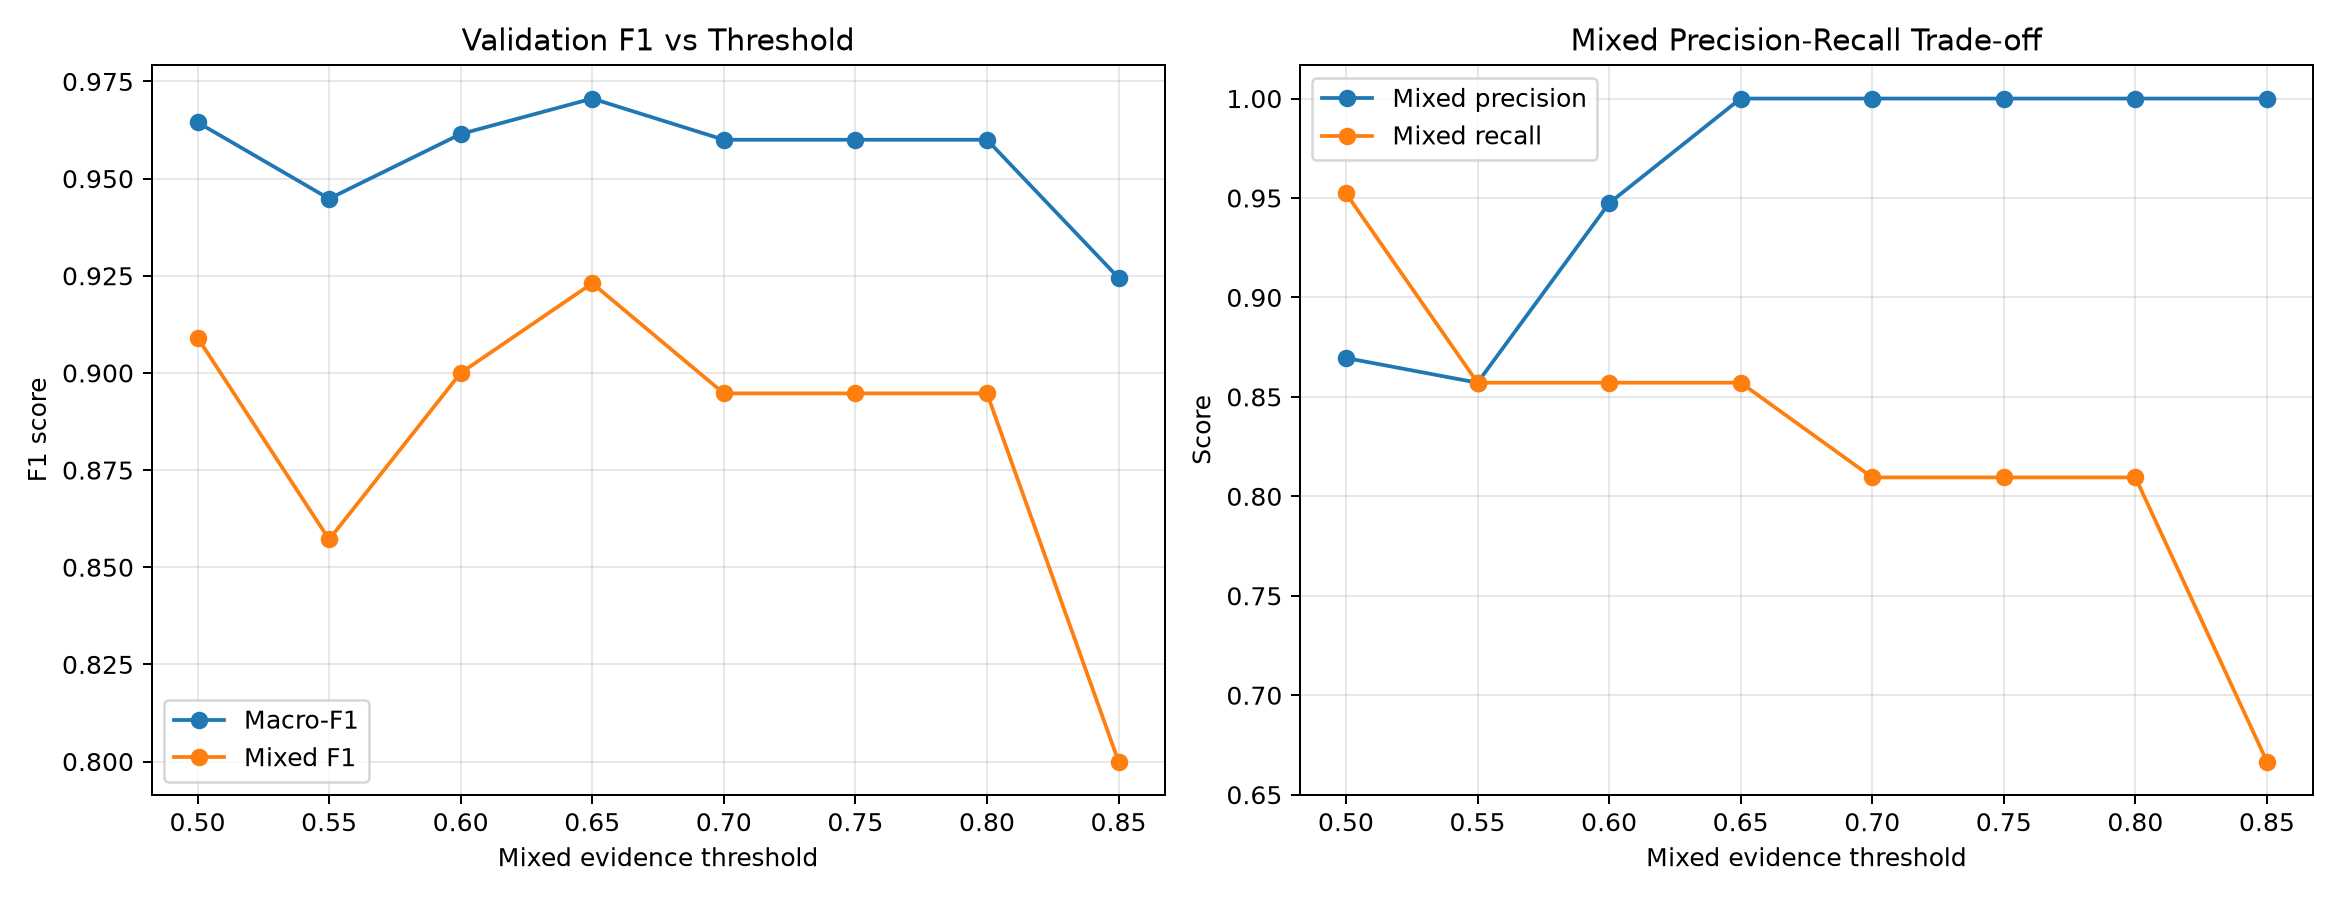 Validation F1 vs Threshold
F1 score
0.975
0.950
0.925
0.900
0.875
0.850
0.825
0.800
Macro-F1
Mixed F1
0.50 0.55 0.60 0.65 0.70 0.75 0.80 0.85
Mixed evidence threshold
Mixed Precision-Recall Trade-off
Score
1.00
0.95
0.90
0.85
0.80
0.75
0.70
0.65
Mixed precision
Mixed recall
0.50 0.55 0.60 0.65 0.70 0.75 0.80 0.85
Mixed evidence threshold